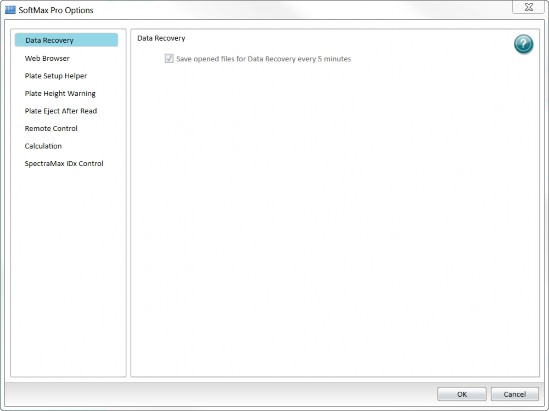 SoftMax Pro Options
Data Recovery
Web Browser
Plate Setup Helper
Plate Height Warning
Plate Eject After Read
Remote Control
Calculation
SpectraMax iDx Control
Data Recovery
Save opened files for Data Recovery every 5 minutes
?
OK
Cancel